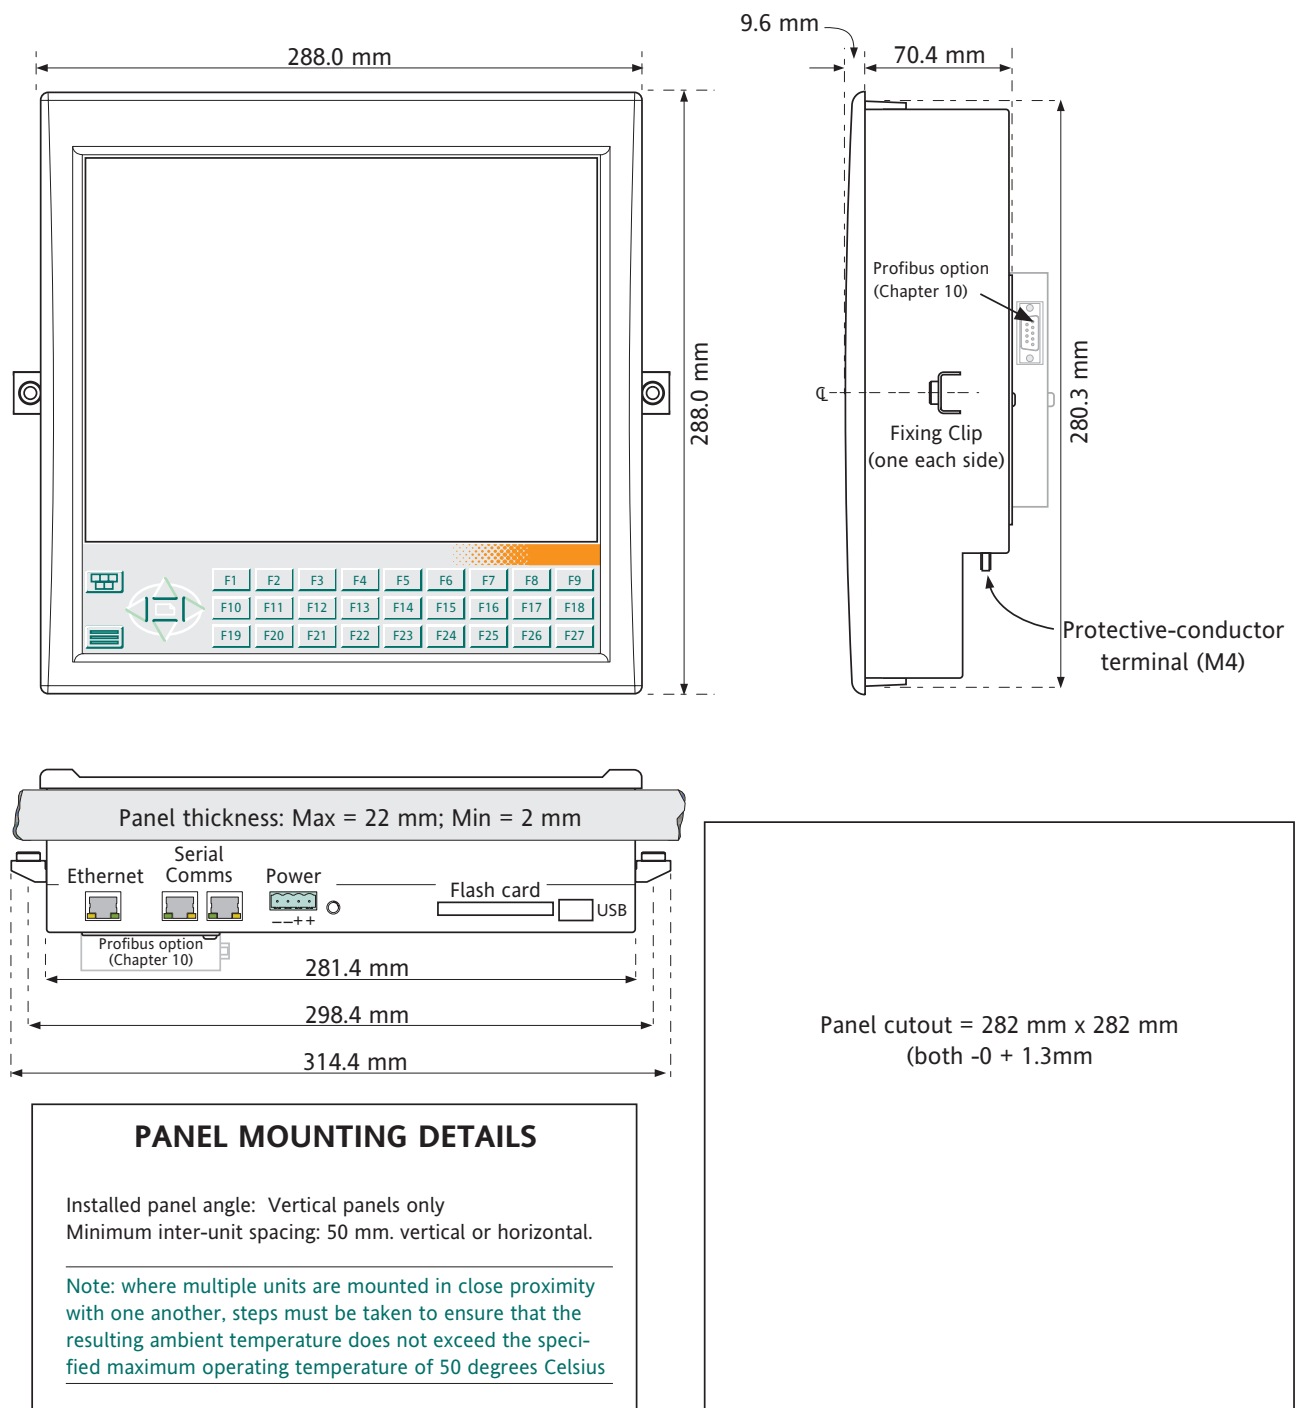 9.6 mm
288.0 mm
70.4 mm
Profibus option
(Chapter 10)
288.0 mm
280.3 mm
℄
Fixing Clip
(one each side)
F1 F2 F3 F4 F5 F6 F7 F8 F9
F10 F11 F12 F13 F14 F15 F16 F17 F18
F19 F20 F21 F22 F23 F24 F25 F26 F27
Protective-conductor
terminal (M4)
Panel thickness: Max = 22 mm; Min = 2 mm
Serial
Ethernet Comms Power
Flash card
USB
––++
Profibus option
(Chapter 10)
281.4 mm
298.4 mm
314.4 mm
Panel cutout = 282 mm x 282 mm
(both -0 + 1.3mm
PANEL MOUNTING DETAILS
Installed panel angle: Vertical panels only
Minimum inter-unit spacing: 50 mm. vertical or horizontal.
Note: where multiple units are mounted in close proximity
with one another, steps must be taken to ensure that the
resulting ambient temperature does not exceed the speci-
fied maximum operating temperature of 50 degrees Celsius